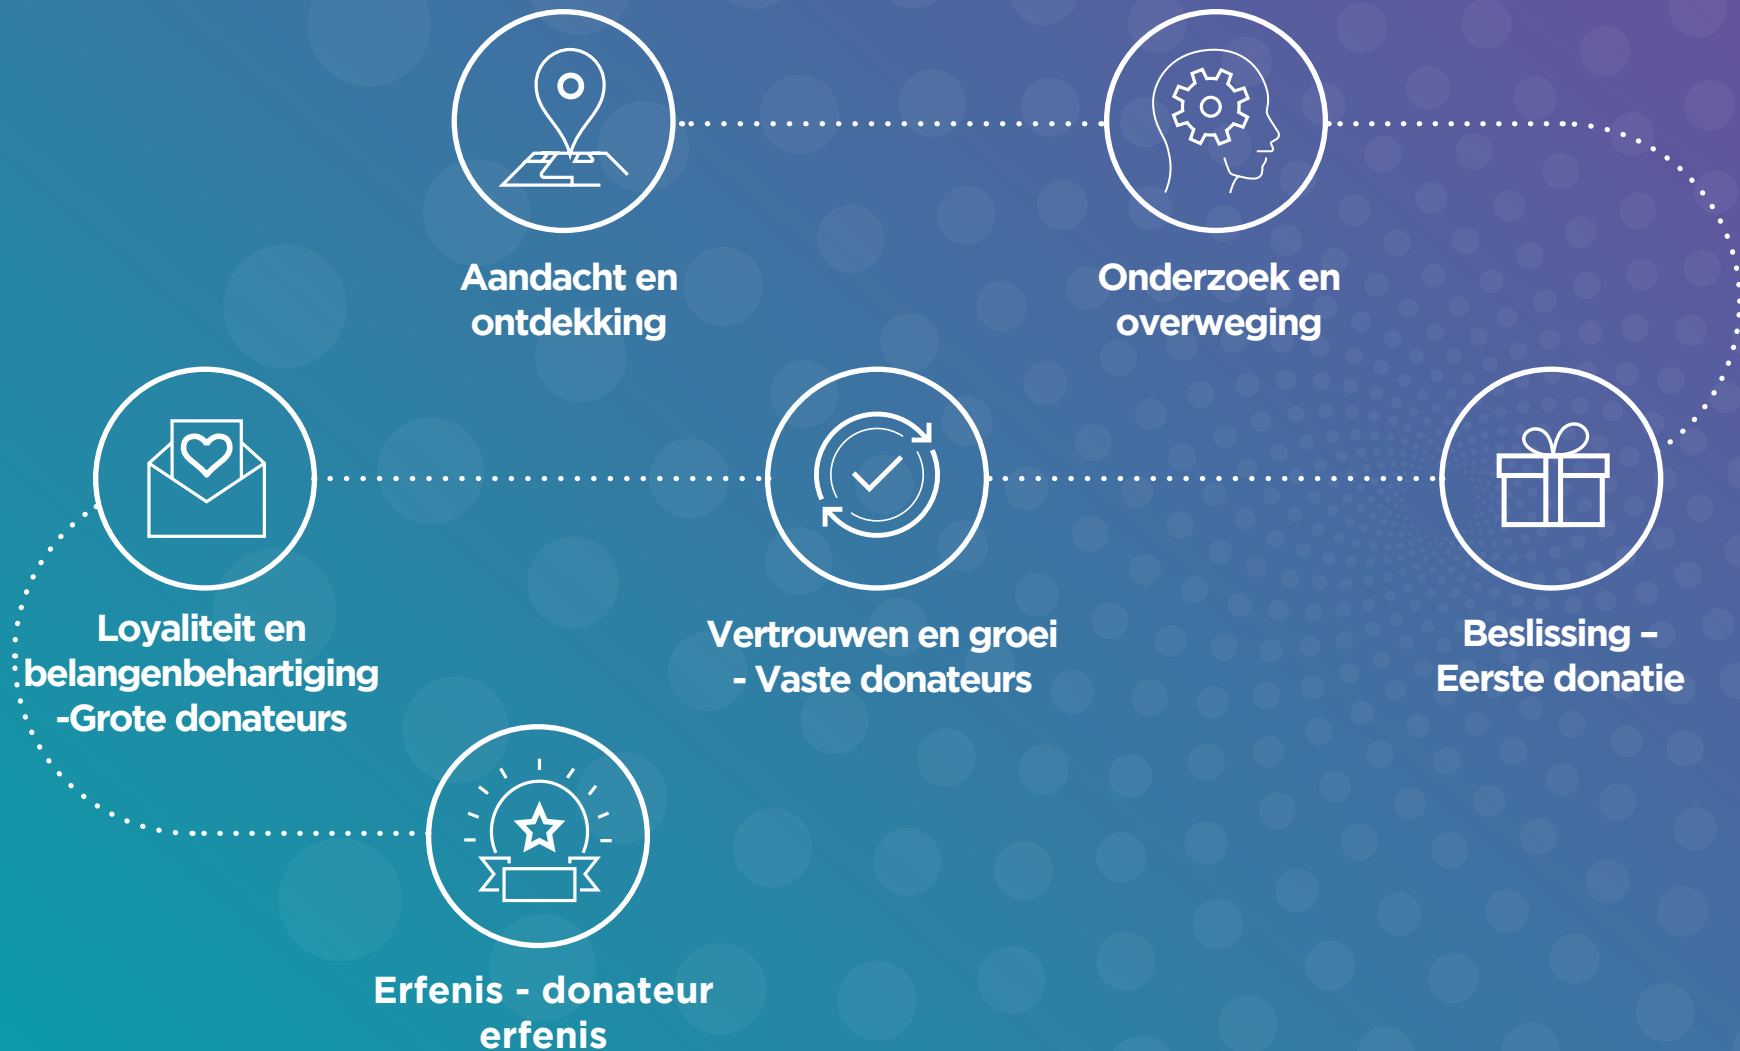 Aandacht en
ontdekking
Onderzoek en
overweging
Loyaliteit en
belangenbehartiging
-Grote donateurs
Vertrouwen en groei
- Vaste donateurs
Beslissing –
Eerste donatie
Erfenis - donateur
erfenis